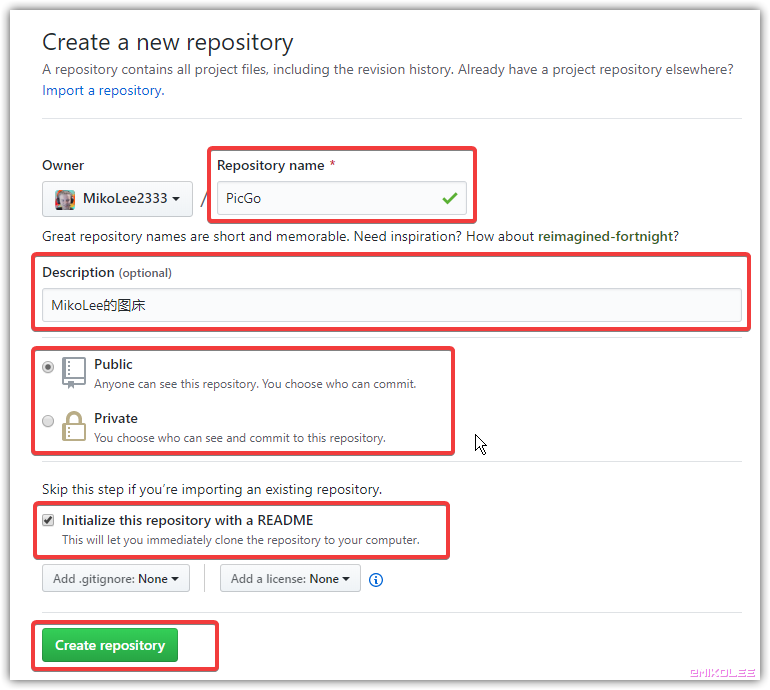 Create a new repository
A repository contains all project files, including the revision history. Already have a project repository elsewhere?
Import a repository.
Owner
Repository name *
MikoLee2333
/
PicGo
Great repository names are short and memorable. Need inspiration? How about reimagined-fortnight?
Description (optional)
MikoLee的图床
Public
Anyone can see this repository. You choose who can commit.
Private
You choose who can see and commit to this repository.
Skip this step if you’re importing an existing repository.
Initialize this repository with a README
This will let you immediately clone the repository to your computer.
Add .gitignore: None
Add a license: None
Create repository
@MIKOLEE